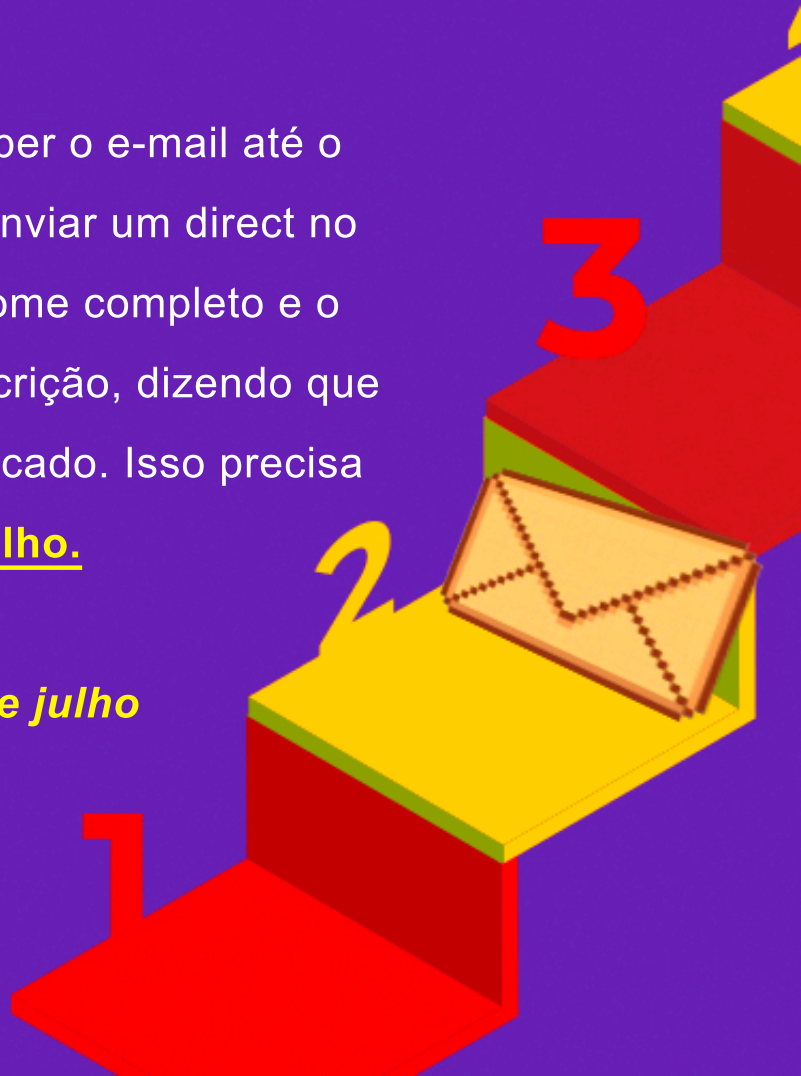 ber o e-mail até o
nviar um direct no
ome completo e o
crição, dizendo que
cado. Isso precisa
lho.
e julho
3
2
1